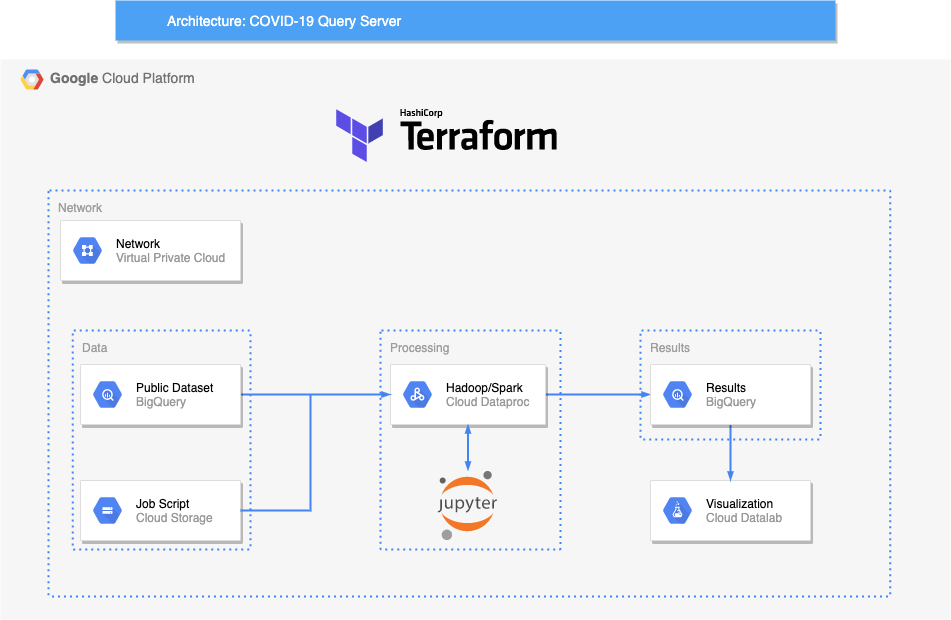 Architecture: COVID-19 Query Server
Google Cloud Platform
HashiCorp
Terraform
Network
Network
Virtual Private Cloud
Data
Public Dataset
BigQuery
Job Script
Cloud Storage
Processing
Hadoop/Spark
Cloud Dataproc
jupyter
Results
Results
BigQuery
Visualization
Cloud Datalab